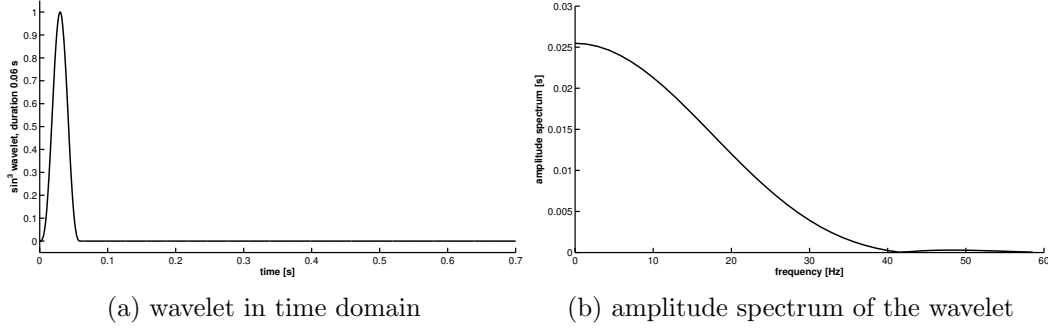 sin³ wavelet, duration 0.06 s
1
0.9
0.8
0.7
0.6
0.5
0.4
0.3
0.2
0.1
0
0 0.1 0.2 0.3 0.4 0.5 0.6 0.7
time [s]
(a) wavelet in time domain
amplitude spectrum [s]
0.03
0.025
0.02
0.015
0.01
0.005
0
0 10 20 30 40 50 60
frequency [Hz]
(b) amplitude spectrum of the wavelet